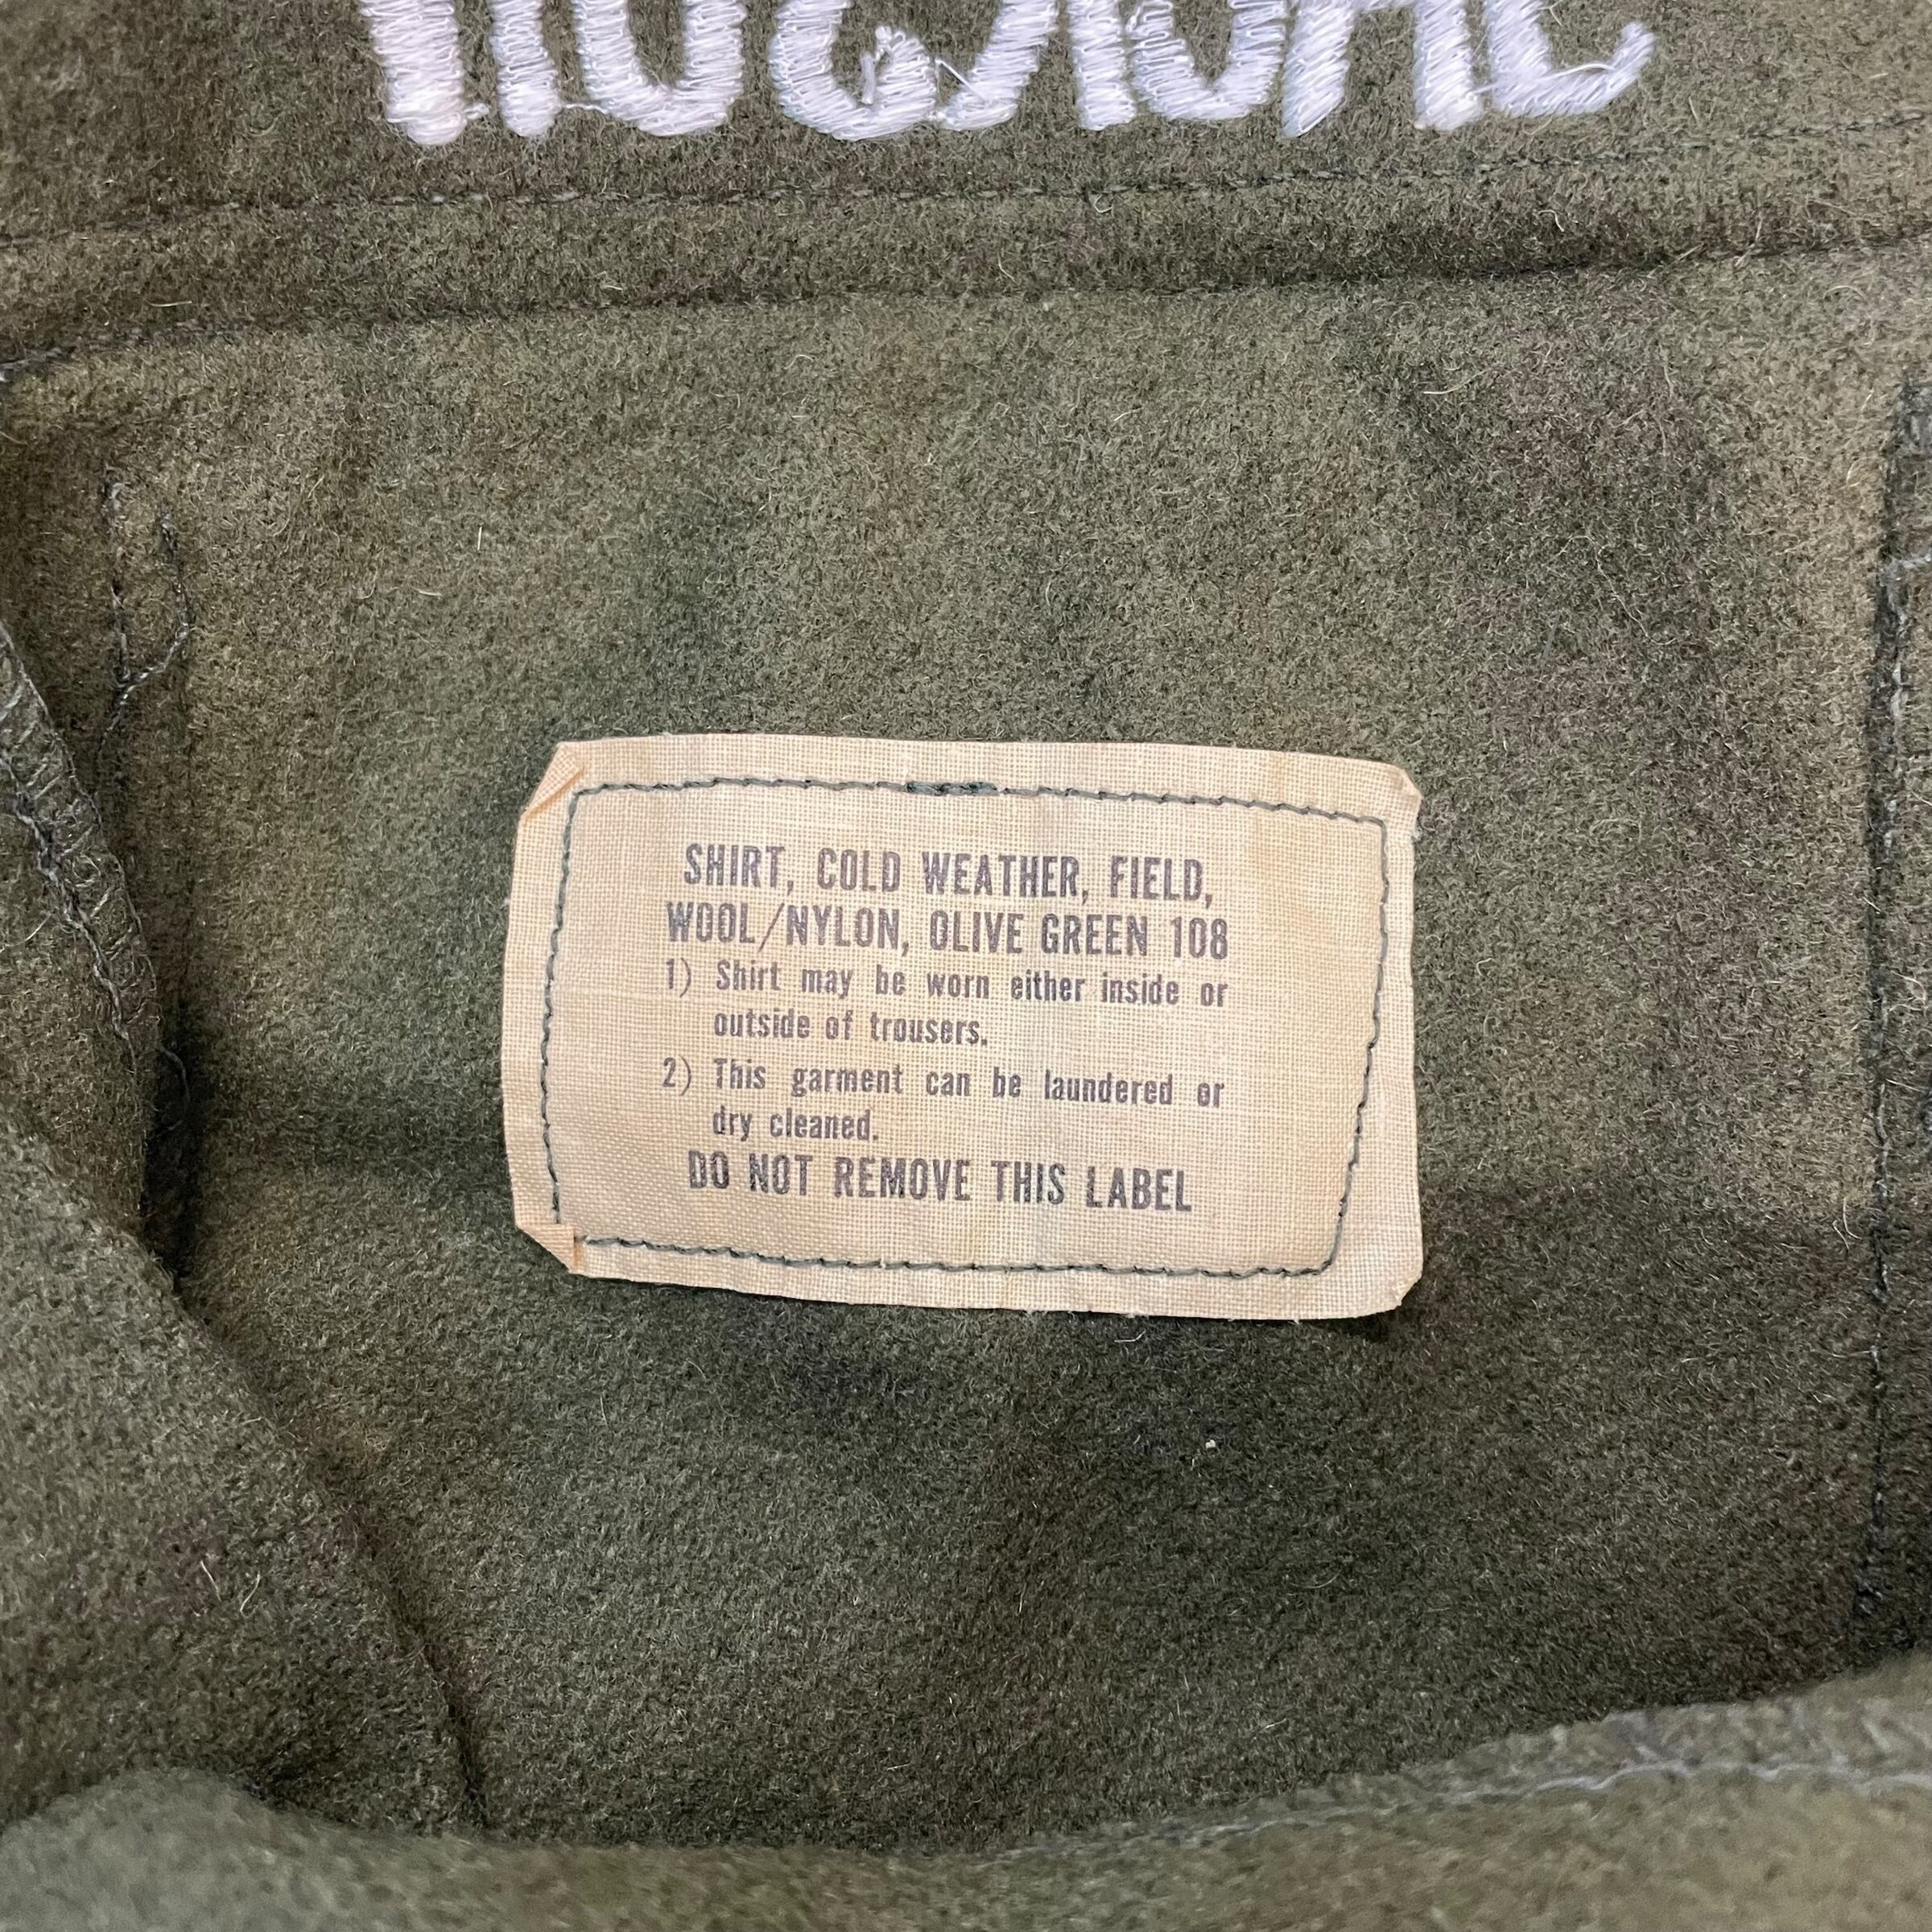 SHIRT, COLD WEATHER, FIELD,
WOOL/NYLON, OLIVE GREEN 108
1) Shirt may be worn either inside or
outside of trousers.
2) This garment can be laundered or
dry cleaned.
DO NOT REMOVE THIS LABEL